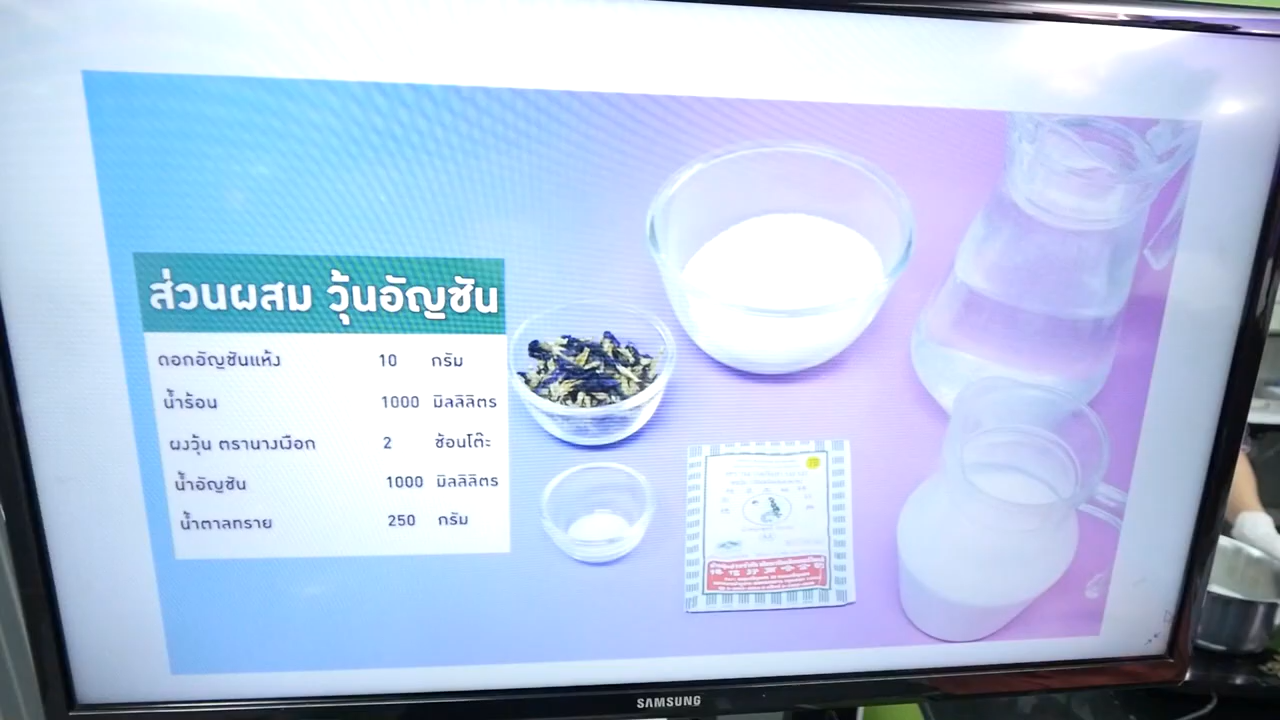 ส่วนผสม วุ้นอัญชัน
ดอกอัญชันแห้ง 10 กรัม
น้ำร้อน 1000 มิลลิลิตร
ผงวุ้น ตรานางเงือก 2 ช้อนโต๊ะ
น้ำอัญชัน 1000 มิลลิลิตร
น้ำตาลทราย 250 กรัม
SAMSUNG